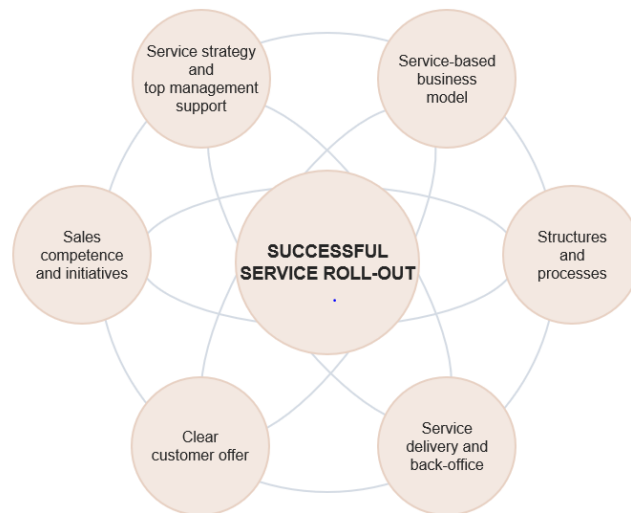 Service strategy
and
top management
support
Service-based
business
model
Sales
competence
and initiatives
SUCCESSFUL
SERVICE ROLL-OUT
Structures
and
processes
Clear
customer offer
Service
delivery and
back-office